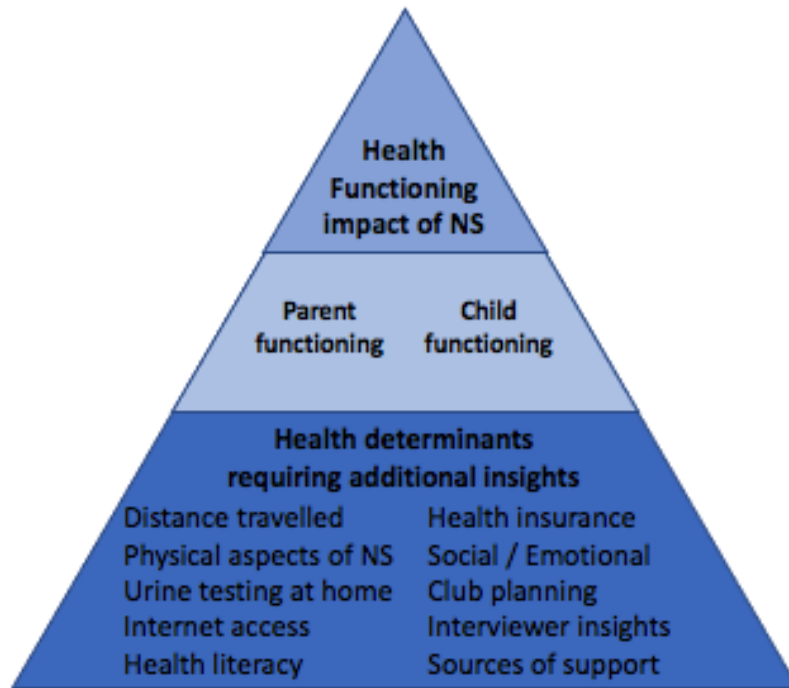 Health
Functioning
impact of NS
Parent
functioning
Child
functioning
Health determinants
requiring additional insights
Distance travelled
Physical aspects of NS
Urine testing at home
Internet access
Health literacy
Health insurance
Social / Emotional
Club planning
Interviewer insights
Sources of support